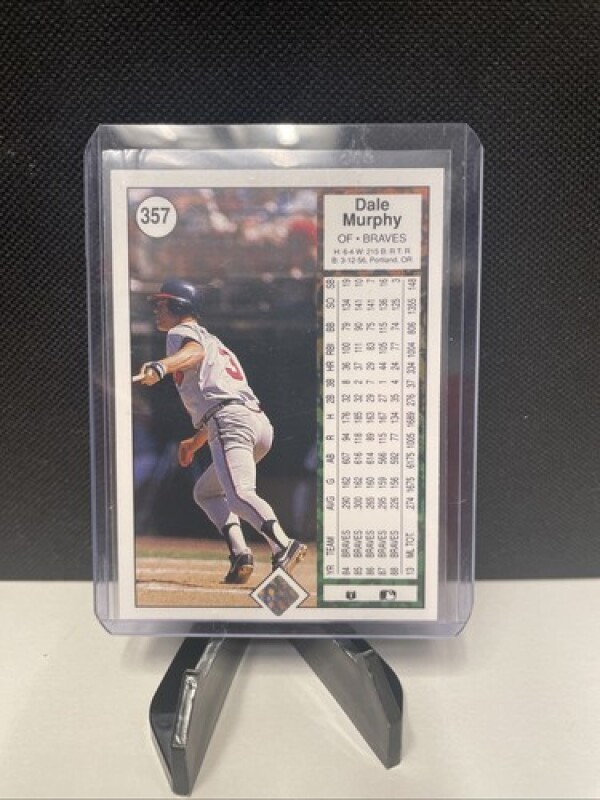 357
Dale
Murphy
OF • BRAVES
H: 6-4 W: 215 B: R T: R
B: 3-12-56, Portland, OR
YR TEAM AVG G AB R H 2B 3B HR RBI BB SO SB
84 BRAVES 290 162 607 94 176 32 8 36 100 79 134 19
85 BRAVES 300 162 616 118 185 32 2 37 111 90 141 10
86 BRAVES 265 160 614 89 163 29 7 29 83 75 141 7
87 BRAVES 295 159 566 115 167 27 1 44 105 115 136 16
88 BRAVES 226 156 592 77 134 35 4 24 77 74 125 3
13 ML TOT. 274 1675 6175 1005 1689 276 37 334 1004 806 1355 148
3